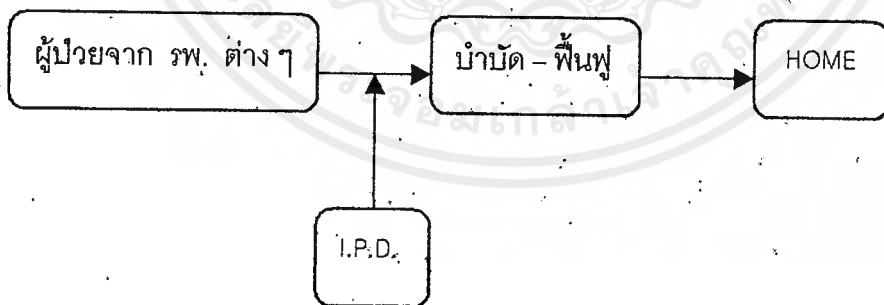 ผู้ป่วยจาก รพ. ต่าง ๆ
บำบัด – ฟื้นฟู
HOME
I.P.D.